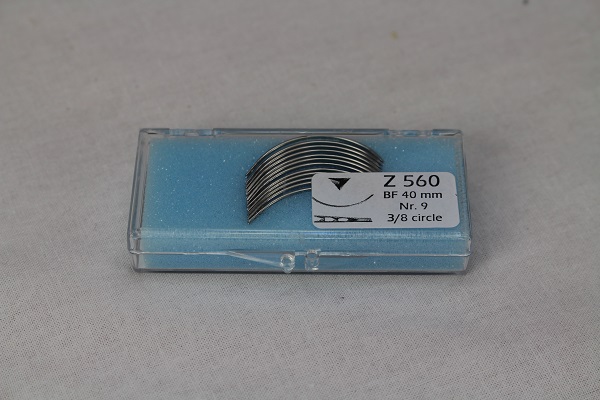 Z 560
BF 40 mm
Nr. 9
3/8 circle